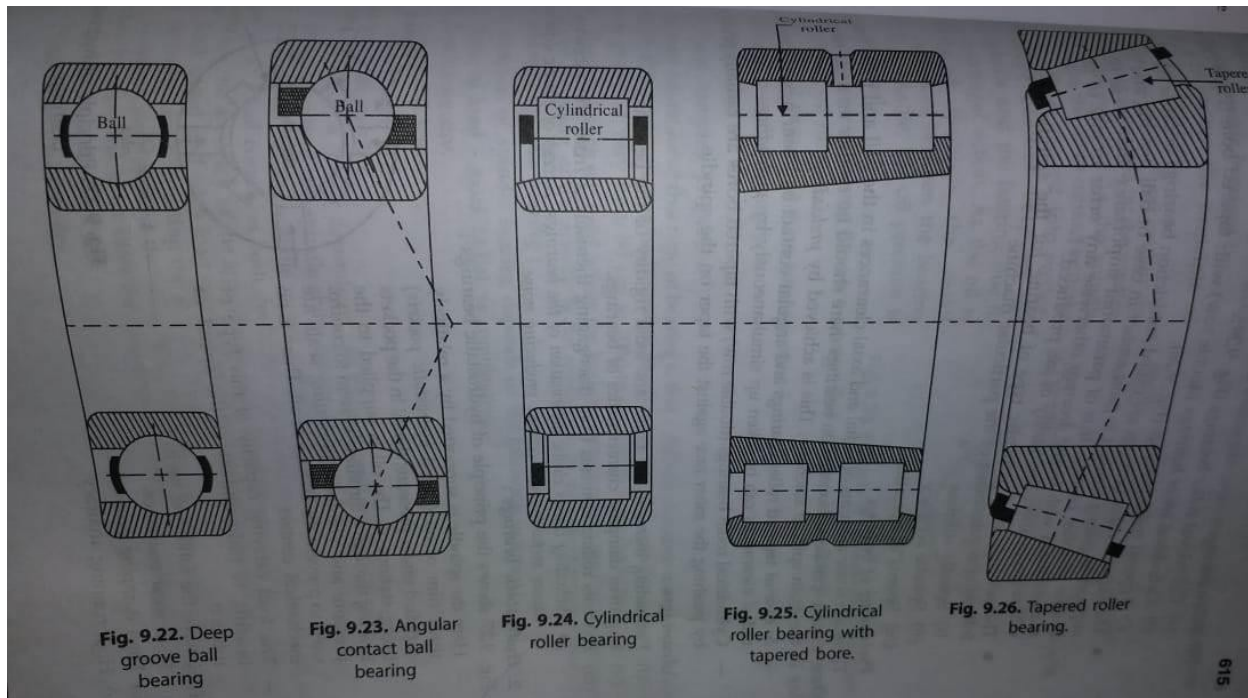 Ball
Ball
Cylindrical
roller
Cylindrical
roller
Tapered
roller
Fig. 9.22. Deep
groove ball
bearing
Fig. 9.23. Angular
contact ball
bearing
Fig. 9.24. Cylindrical
roller bearing
Fig. 9.25. Cylindrical
roller bearing with
tapered bore.
Fig. 9.26. Tapered roller
bearing.
615